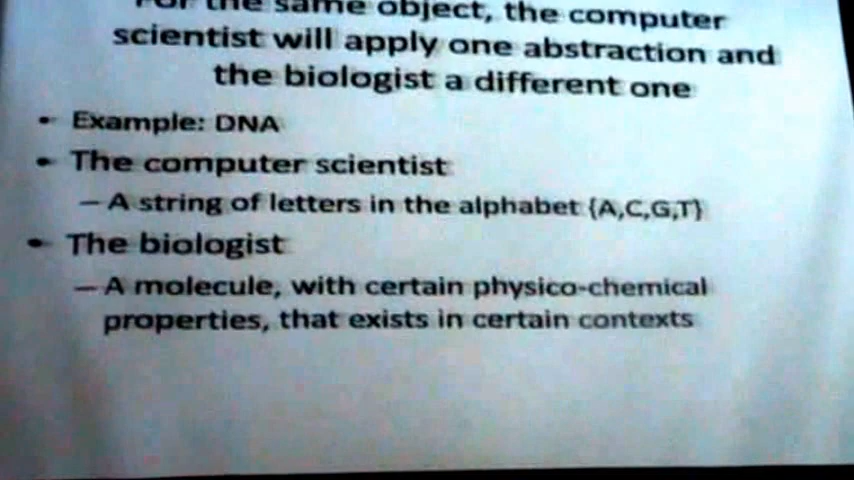 For the same object, the computer
scientist will apply one abstraction and
the biologist a different one
• Example: DNA
• The computer scientist
– A string of letters in the alphabet {A,C,G,T}
• The biologist
– A molecule, with certain physico-chemical
properties, that exists in certain contexts